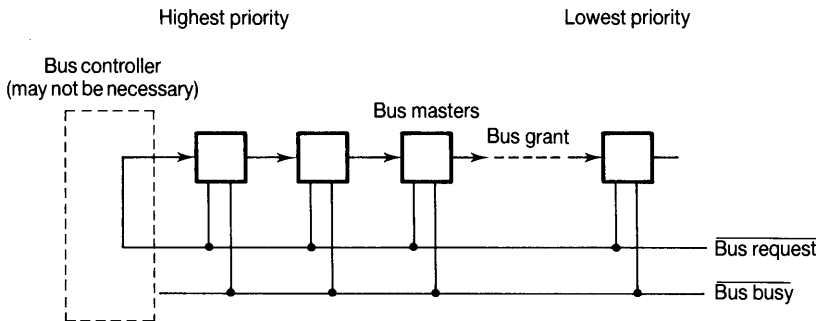 Highest priority
Lowest priority
Bus controller
(may not be necessary)
Bus masters
Bus grant
Bus request
Bus busy